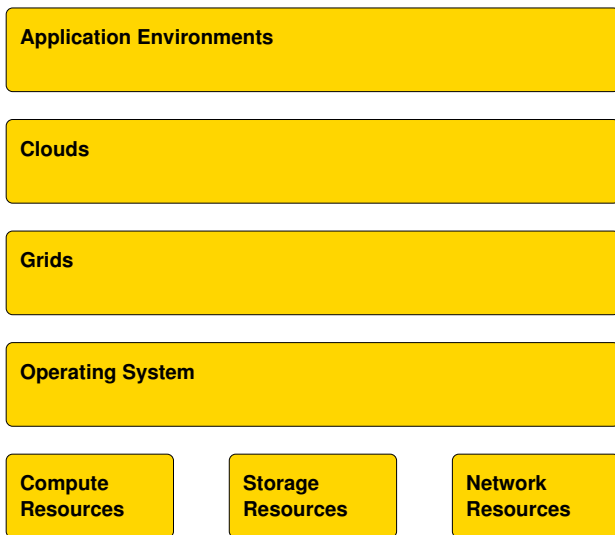 Application Environments
Clouds
Grids
Operating System
Compute
Resources
Storage
Resources
Network
Resources